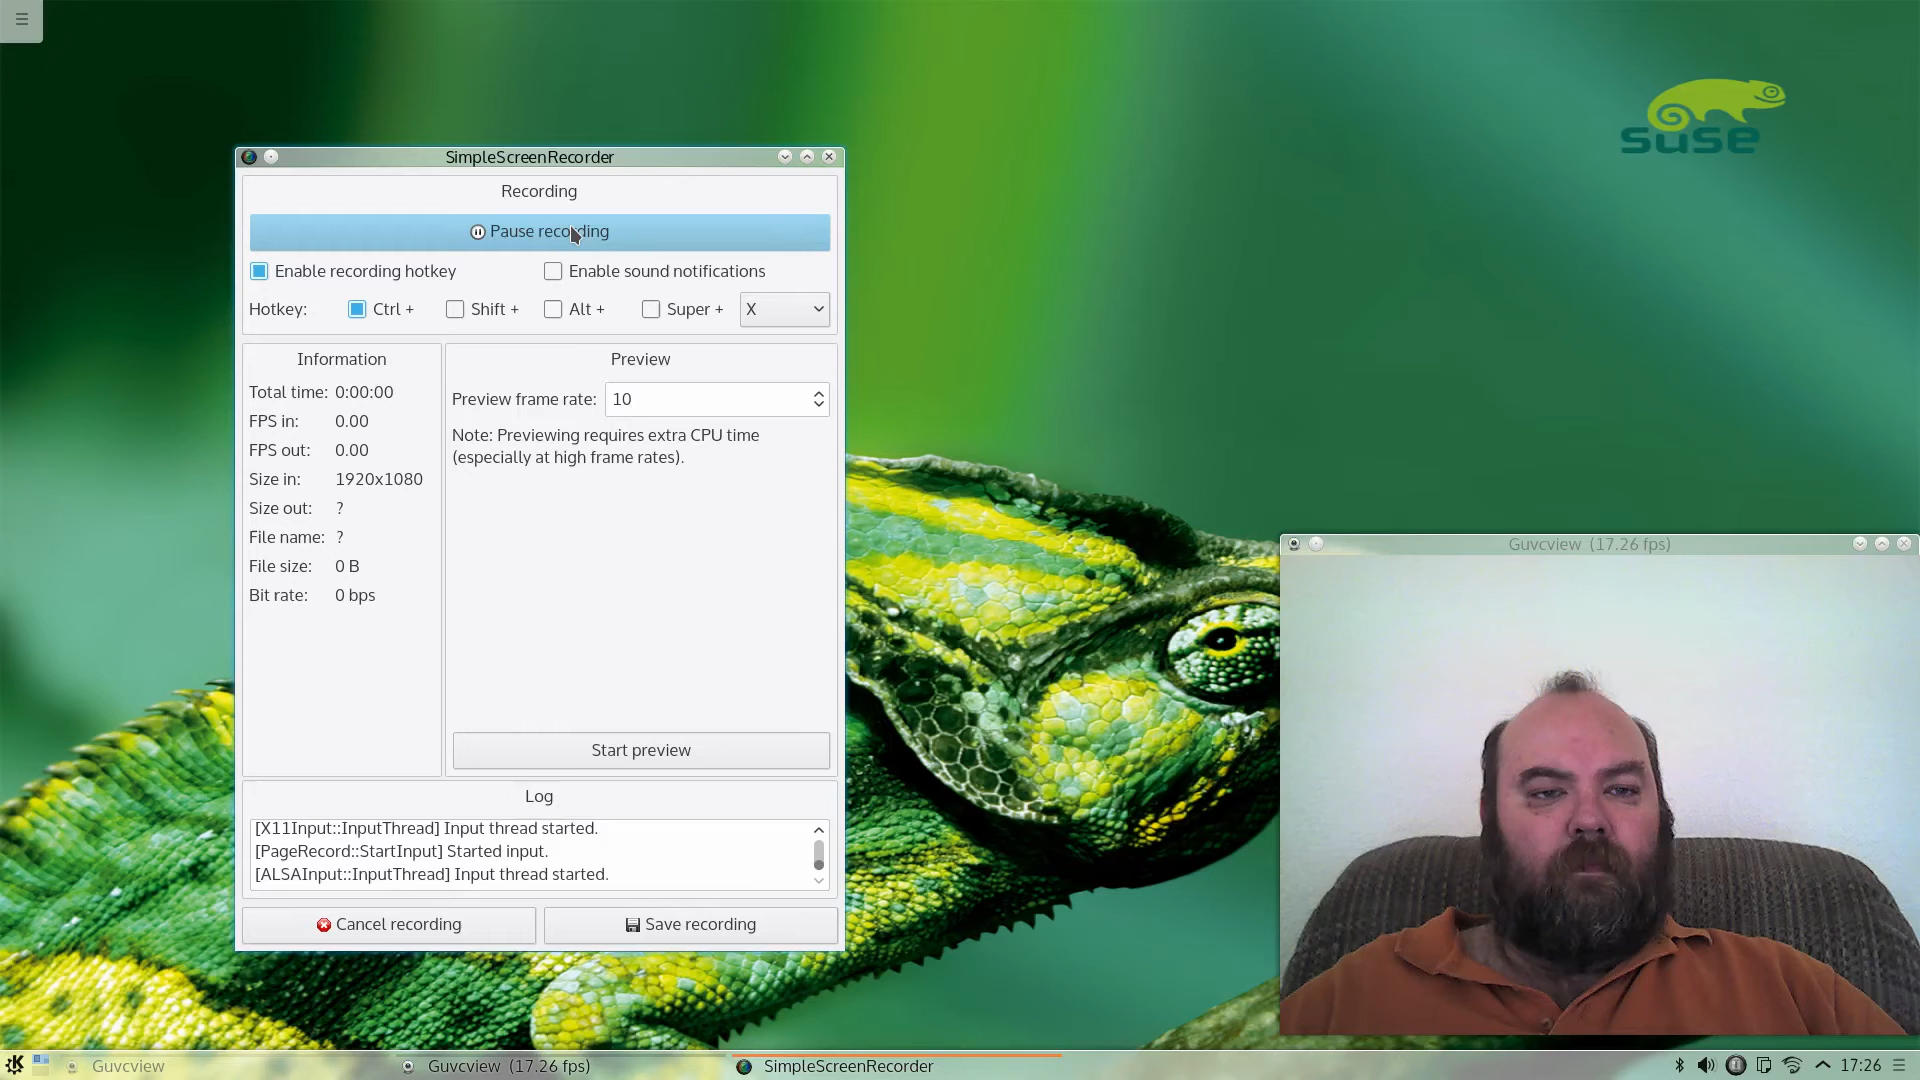 suse
SimpleScreenRecorder
Recording
Pause recording
Enable recording hotkey
Enable sound notifications
Hotkey: Ctrl + Shift + Alt + Super + X
Information
Total time: 0:00:00
FPS in: 0.00
FPS out: 0.00
Size in: 1920x1080
Size out: ?
File name: ?
File size: 0 B
Bit rate: 0 bps
Preview
Preview frame rate: 10
Note: Previewing requires extra CPU time
(especially at high frame rates).
Start preview
Log
[X11Input::InputThread] Input thread started.
[PageRecord::StartInput] Started input.
[ALSAInput::InputThread] Input thread started.
Cancel recording
Save recording
Guvcview (17.26 fps)
Guvcview
Guvcview (17.26 fps)
SimpleScreenRecorder
17:26